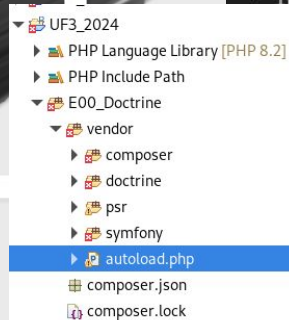 UF3_2024
PHP Language Library [PHP 8.2]
PHP Include Path
E00_Doctrine
vendor
composer
doctrine
psr
symfony
autoload.php
composer.json
composer.lock